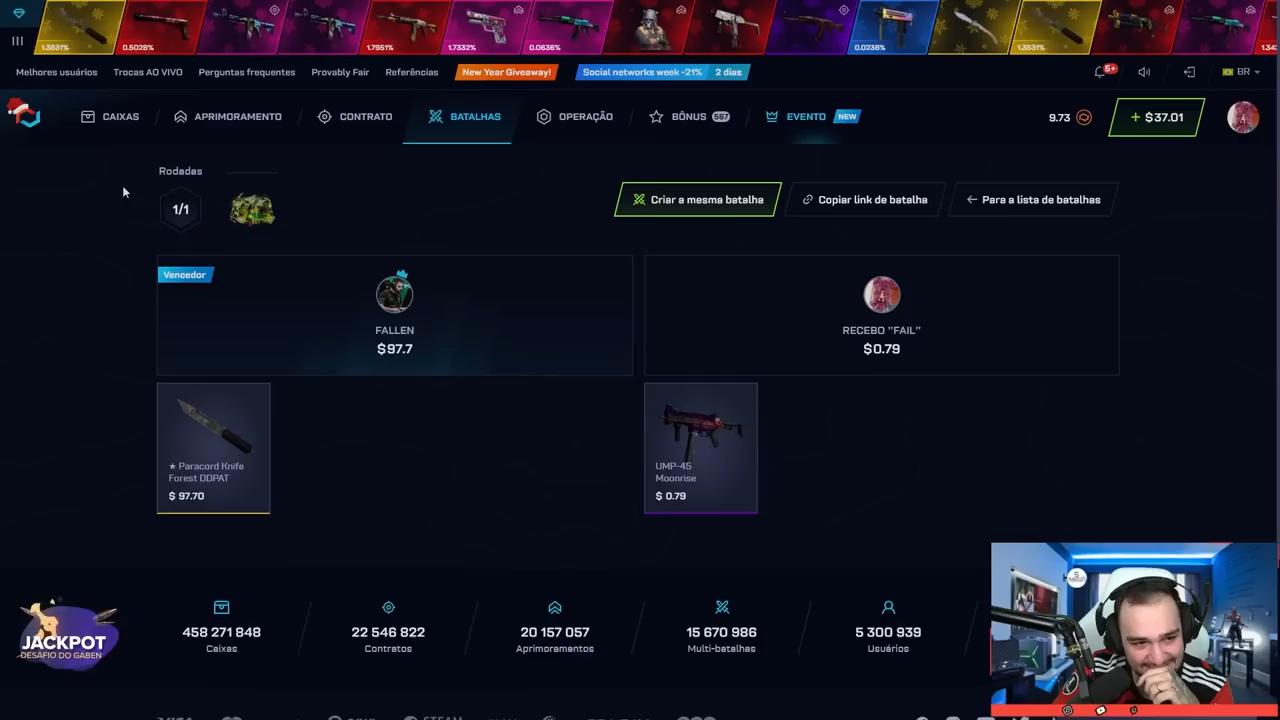 1.3831%
0.5028%
1.7951%
1.7332%
0.0636%
0.0236%
1.3831%
Melhores usuários
Trocas AO VIVO
Perguntas frequentes
Provably Fair
Referências
New Year Giveaway!
Social networks week -21%
2 dias
5+
BR
CAIXAS
APRIMORAMENTO
CONTRATO
BATALHAS
OPERAÇÃO
BÔNUS
567
EVENTO
NEW
9.73
+ $37.01
Rodadas
1/1
Criar a mesma batalha
Copiar link de batalha
Para a lista de batalhas
Vencedor
FALLEN
$97.7
RECEBO "FAIL"
$0.79
★ Paracord Knife
Forest DDPAT
$ 97.70
UMP-45
Moonrise
$ 0.79
JACKPOT
DESAFIO DO GABEN
458 271 848
Caixas
22 546 822
Contratos
20 157 057
Aprimoramentos
15 670 986
Multi-batalhas
5 300 939
Usuários